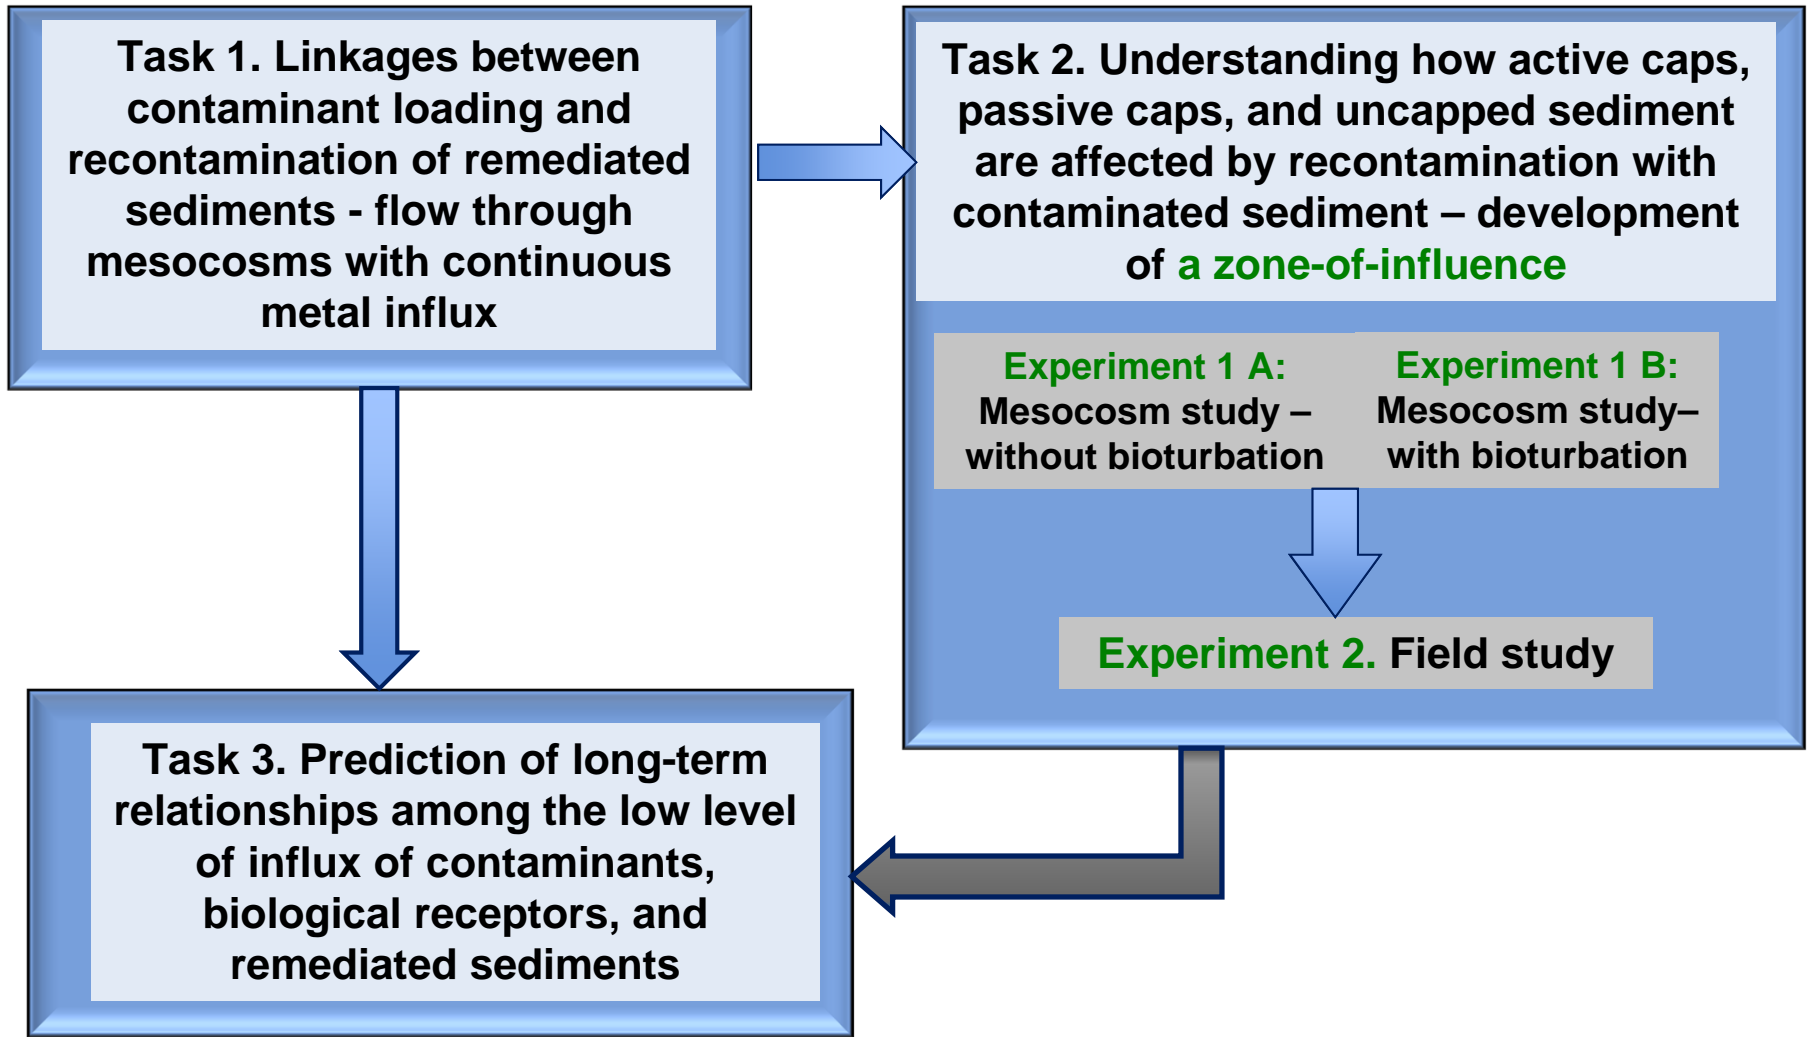 Task 1. Linkages between
contaminant loading and
recontamination of remediated
sediments - flow through
mesocosms with continuous
metal influx
Task 2. Understanding how active caps,
passive caps, and uncapped sediment
are affected by recontamination with
contaminated sediment – development
of a zone-of-influence
Experiment 1 A:
Mesocosm study –
without bioturbation
Experiment 1 B:
Mesocosm study–
with bioturbation
Experiment 2. Field study
Task 3. Prediction of long-term
relationships among the low level
of influx of contaminants,
biological receptors, and
remediated sediments